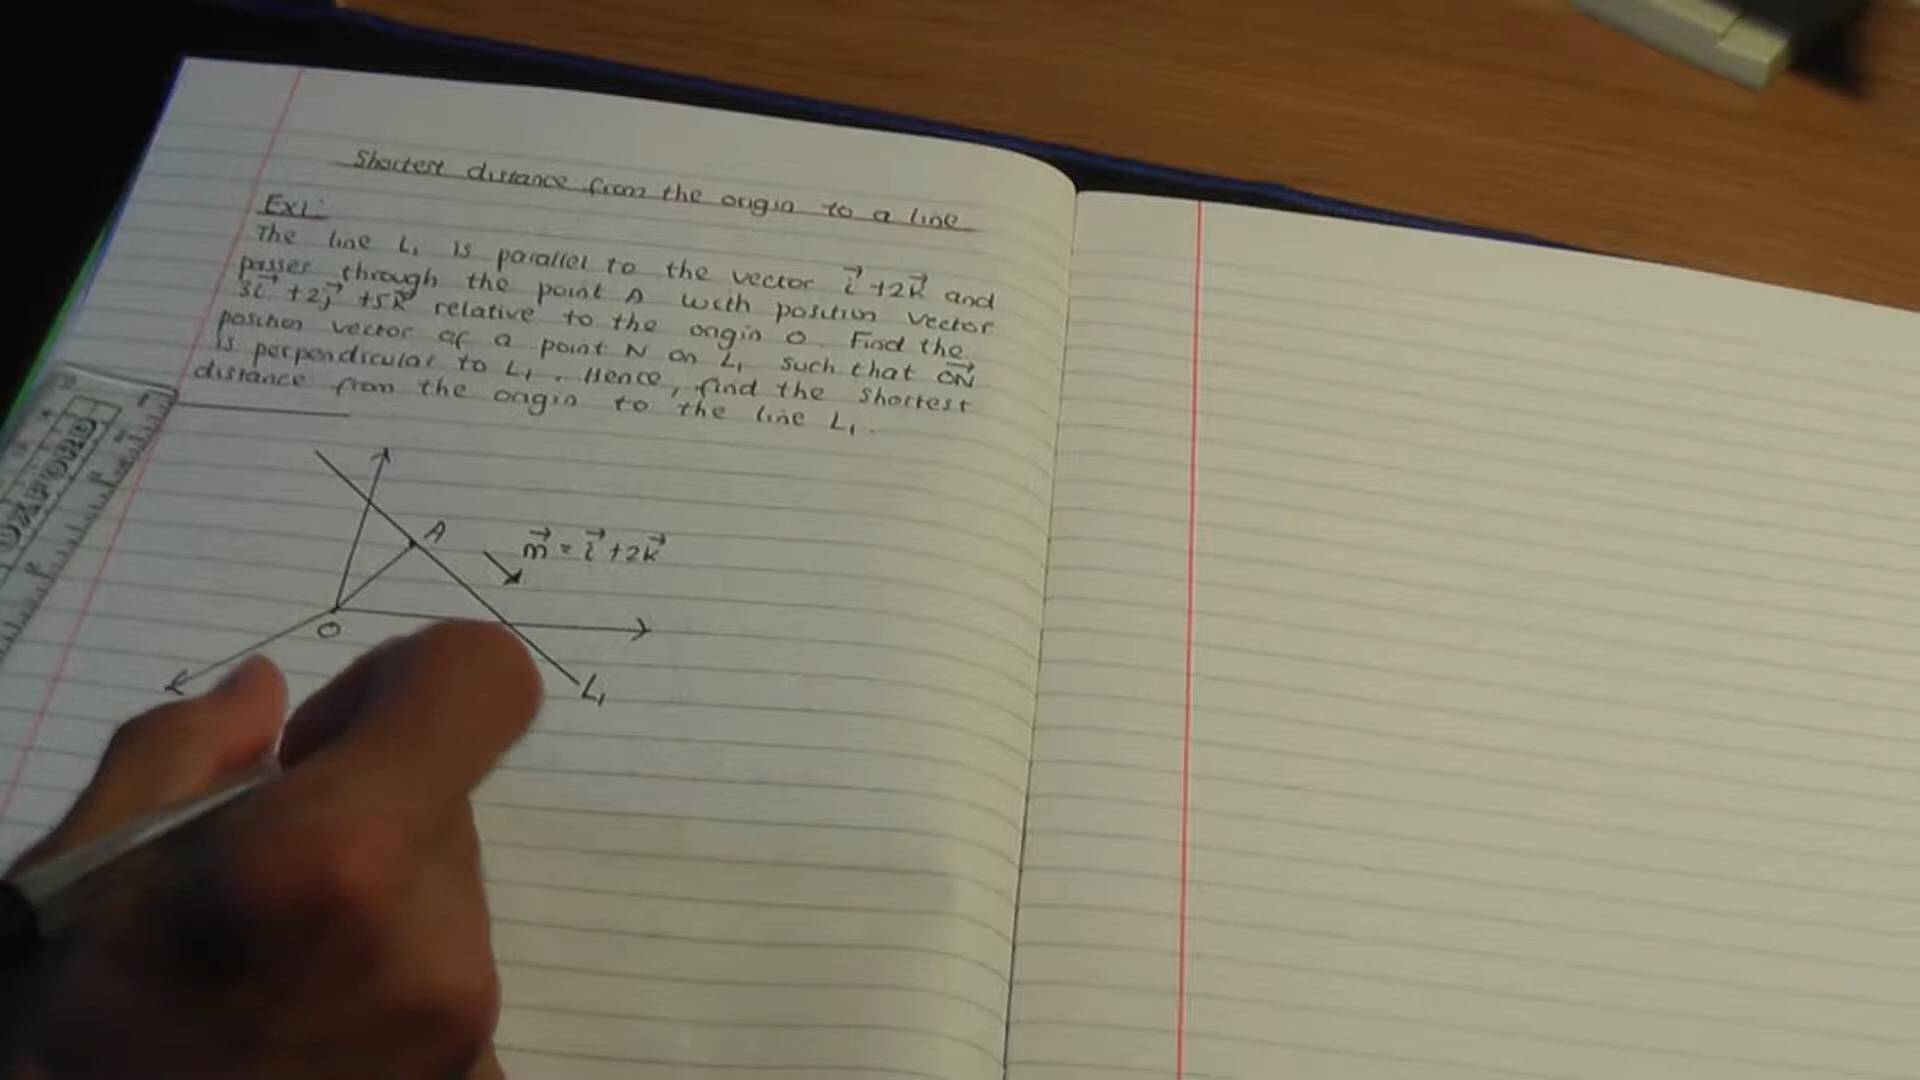 Shortest distance from the origin to a line
Ex1:
The line L₁ is parallel to the vector i⃗ +2k⃗ and
passes through the point A with position vector
3i⃗ +2j⃗ +5k⃗ relative to the origin O. Find the
position vector of a point N on L₁ such that O⃗N⃗
is perpendicular to L₁. Hence, find the shortest
distance from the origin to the line L₁.
A
m⃗ = i⃗ +2k⃗
O
L₁